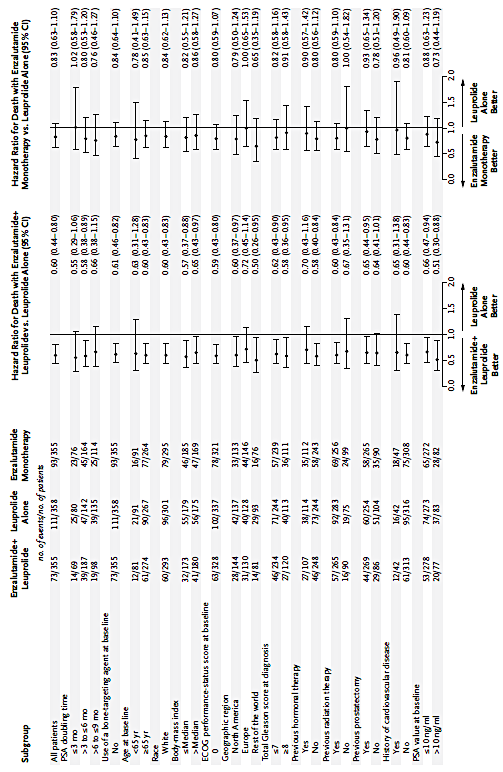 Subgroup Enzalutamide+ Leuprolide Leuprolide Alone Enzalutamide Monotherapy Hazard Ratio for Death with Enzalutamide+ Leuprolide vs. Leuprolide Alone (95% CI) Hazard Ratio for Death with Enzalutamide Monotherapy vs. Leuprolide Alone (95% CI)
no. of events/no. of patients
All patients 73/355 111/358 93/355 0.60 (0.44–0.80) 0.83 (0.63–1.10)
PSA doubling time
≤3 mo 14/69 25/80 23/76 0.55 (0.29–1.06) 1.02 (0.58–1.79)
>3 to ≤6 mo 39/187 47/142 45/164 0.58 (0.38–0.89) 0.80 (0.53–1.20)
>6 to ≤9 mo 19/98 39/135 25/114 0.66 (0.38–1.15) 0.76 (0.46–1.27)
Use of a bone-targeting agent at baseline
No 73/355 111/358 93/355 0.61 (0.46–0.82) 0.84 (0.64–1.10)
Age at baseline
<65 yr 12/81 21/91 16/91 0.63 (0.31–1.28) 0.78 (0.41–1.49)
≥65 yr 61/274 90/267 77/264 0.60 (0.43–0.83) 0.85 (0.63–1.15)
Race
White 60/293 96/301 79/295 0.60 (0.43–0.83) 0.84 (0.62–1.13)
Body-mass index
≤Median 32/173 55/179 46/185 0.57 (0.37–0.88) 0.82 (0.55–1.21)
>Median 41/180 56/175 47/169 0.66 (0.43–0.97) 0.86 (0.58–1.27)
ECOG performance-status score at baseline
0 63/328 102/337 78/321 0.59 (0.43–0.80) 0.80 (0.59–1.07)
Geographic region
North America 28/144 42/137 33/133 0.60 (0.37–0.97) 0.79 (0.50–1.24)
Europe 31/130 40/128 44/146 0.72 (0.45–1.14) 1.00 (0.65–1.53)
Rest of the world 14/81 29/93 16/76 0.50 (0.26–0.95) 0.65 (0.35–1.19)
Total Gleason score at diagnosis
≤7 46/234 71/244 57/239 0.62 (0.43–0.90) 0.82 (0.58–1.16)
≥8 27/120 40/113 36/111 0.58 (0.36–0.95) 0.91 (0.58–1.43)
Previous hormonal therapy
Yes 27/107 38/114 35/112 0.70 (0.43–1.16) 0.90 (0.57–1.42)
No 46/248 73/244 58/243 0.58 (0.40–0.84) 0.80 (0.56–1.12)
Previous radiation therapy
Yes 57/265 92/283 69/256 0.60 (0.43–0.84) 0.80 (0.59–1.10)
No 16/90 19/75 24/99 0.67 (0.35–1.31) 1.00 (0.54–1.82)
Previous prostatectomy
Yes 44/269 60/254 58/265 0.65 (0.44–0.95) 0.93 (0.65–1.34)
No 29/86 51/104 35/90 0.64 (0.41–1.01) 0.78 (0.51–1.20)
History of cardiovascular disease
Yes 12/42 16/42 18/47 0.65 (0.31–1.38) 0.96 (0.49–1.90)
No 61/313 95/316 75/308 0.60 (0.44–0.83) 0.81 (0.60–1.09)
PSA value at baseline
≤10 ng/ml 53/278 74/273 65/272 0.66 (0.47–0.94) 0.88 (0.63–1.23)
>10 ng/ml 20/77 37/83 28/82 0.51 (0.30–0.88) 0.73 (0.44–1.19)
0.0 0.5 1.0 1.5 2.0 0.0 0.5 1.0 1.5 2.0
Enzalutamide+ Leuprolide Better Leuprolide Alone Better Enzalutamide Monotherapy Better Leuprolide Alone Better